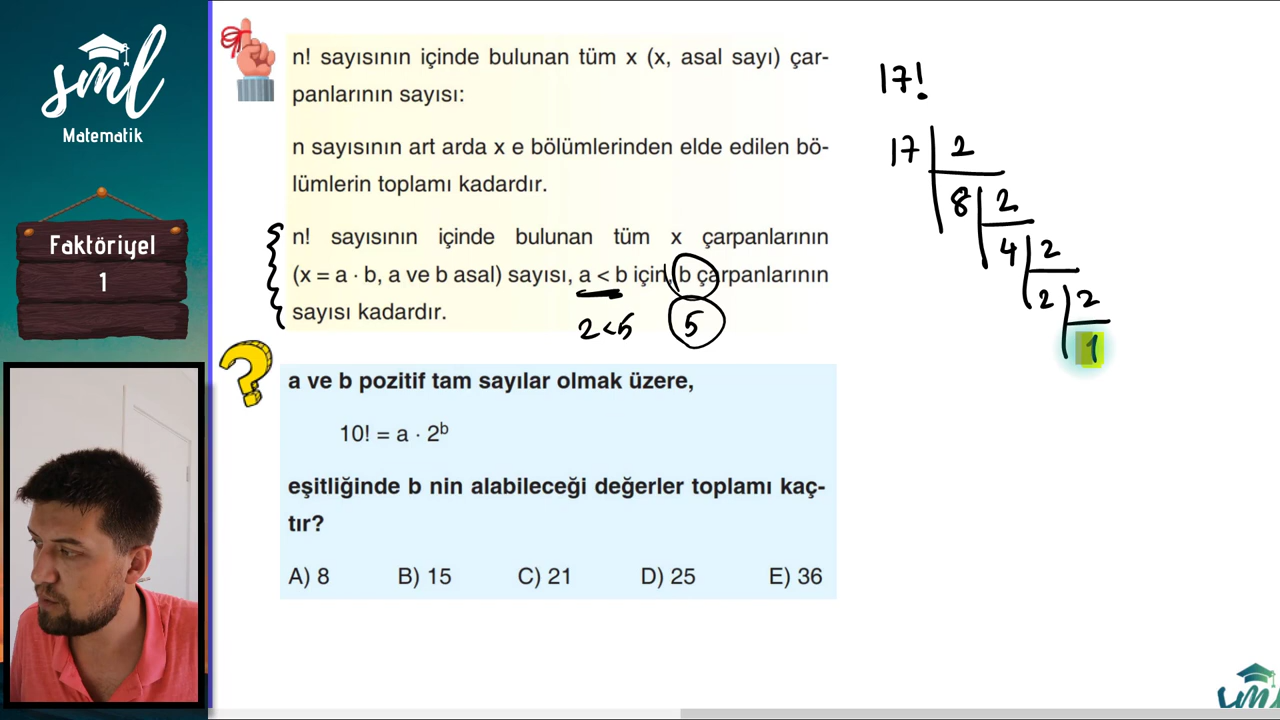 sml
Matematik
Faktöriyel
1
n! sayısının içinde bulunan tüm x (x, asal sayı) çar-
panlarının sayısı:
n sayısının art arda x e bölümlerinden elde edilen bö-
lümlerin toplamı kadardır.
n! sayısının içinde bulunan tüm x çarpanlarının
(x = a · b, a ve b asal) sayısı, a < b için, b çarpanlarının
sayısı kadardır.
2<5
5
a ve b pozitif tam sayılar olmak üzere,
10! = a · 2ᵇ
eşitliğinde b nin alabileceği değerler toplamı kaç-
tır?
A) 8 B) 15 C) 21 D) 25 E) 36
17!
17 2
8 2
4 2
2 2
1